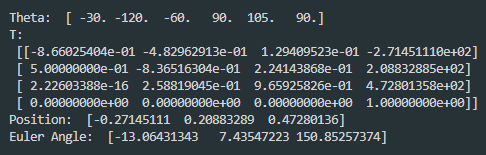 Theta:  [ -30. -120.  -60.   90.  105.   90.]
T:
 [[-8.66025404e-01 -4.82962913e-01  1.29409523e-01 -2.71451110e+02]
 [ 5.00000000e-01 -8.36516304e-01  2.24143868e-01  2.08832885e+02]
 [ 2.22603388e-16  2.58819045e-01  9.65925826e-01  4.72801358e+02]
 [ 0.00000000e+00  0.00000000e+00  0.00000000e+00  1.00000000e+00]]
Position:  [-0.27145111  0.20883289  0.47280136]
Euler Angle:  [-13.06431343   7.43547223 150.85257374]